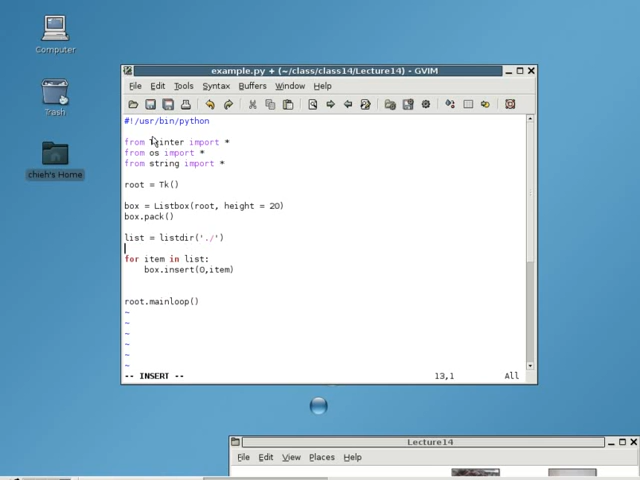 Computer
Trash
chieh's Home
example.py + (~/class/class14/Lecture14) - GVIM
File Edit Tools Syntax Buffers Window Help
#!/usr/bin/python
from Tkinter import *
from os import *
from string import *
root = Tk()
box = Listbox(root, height = 20)
box.pack()
list = listdir('./')
for item in list:
box.insert(0,item)
root.mainloop()
~
~
~
~
~
~
-- INSERT -- 13,1 All
Lecture14
File Edit View Places Help